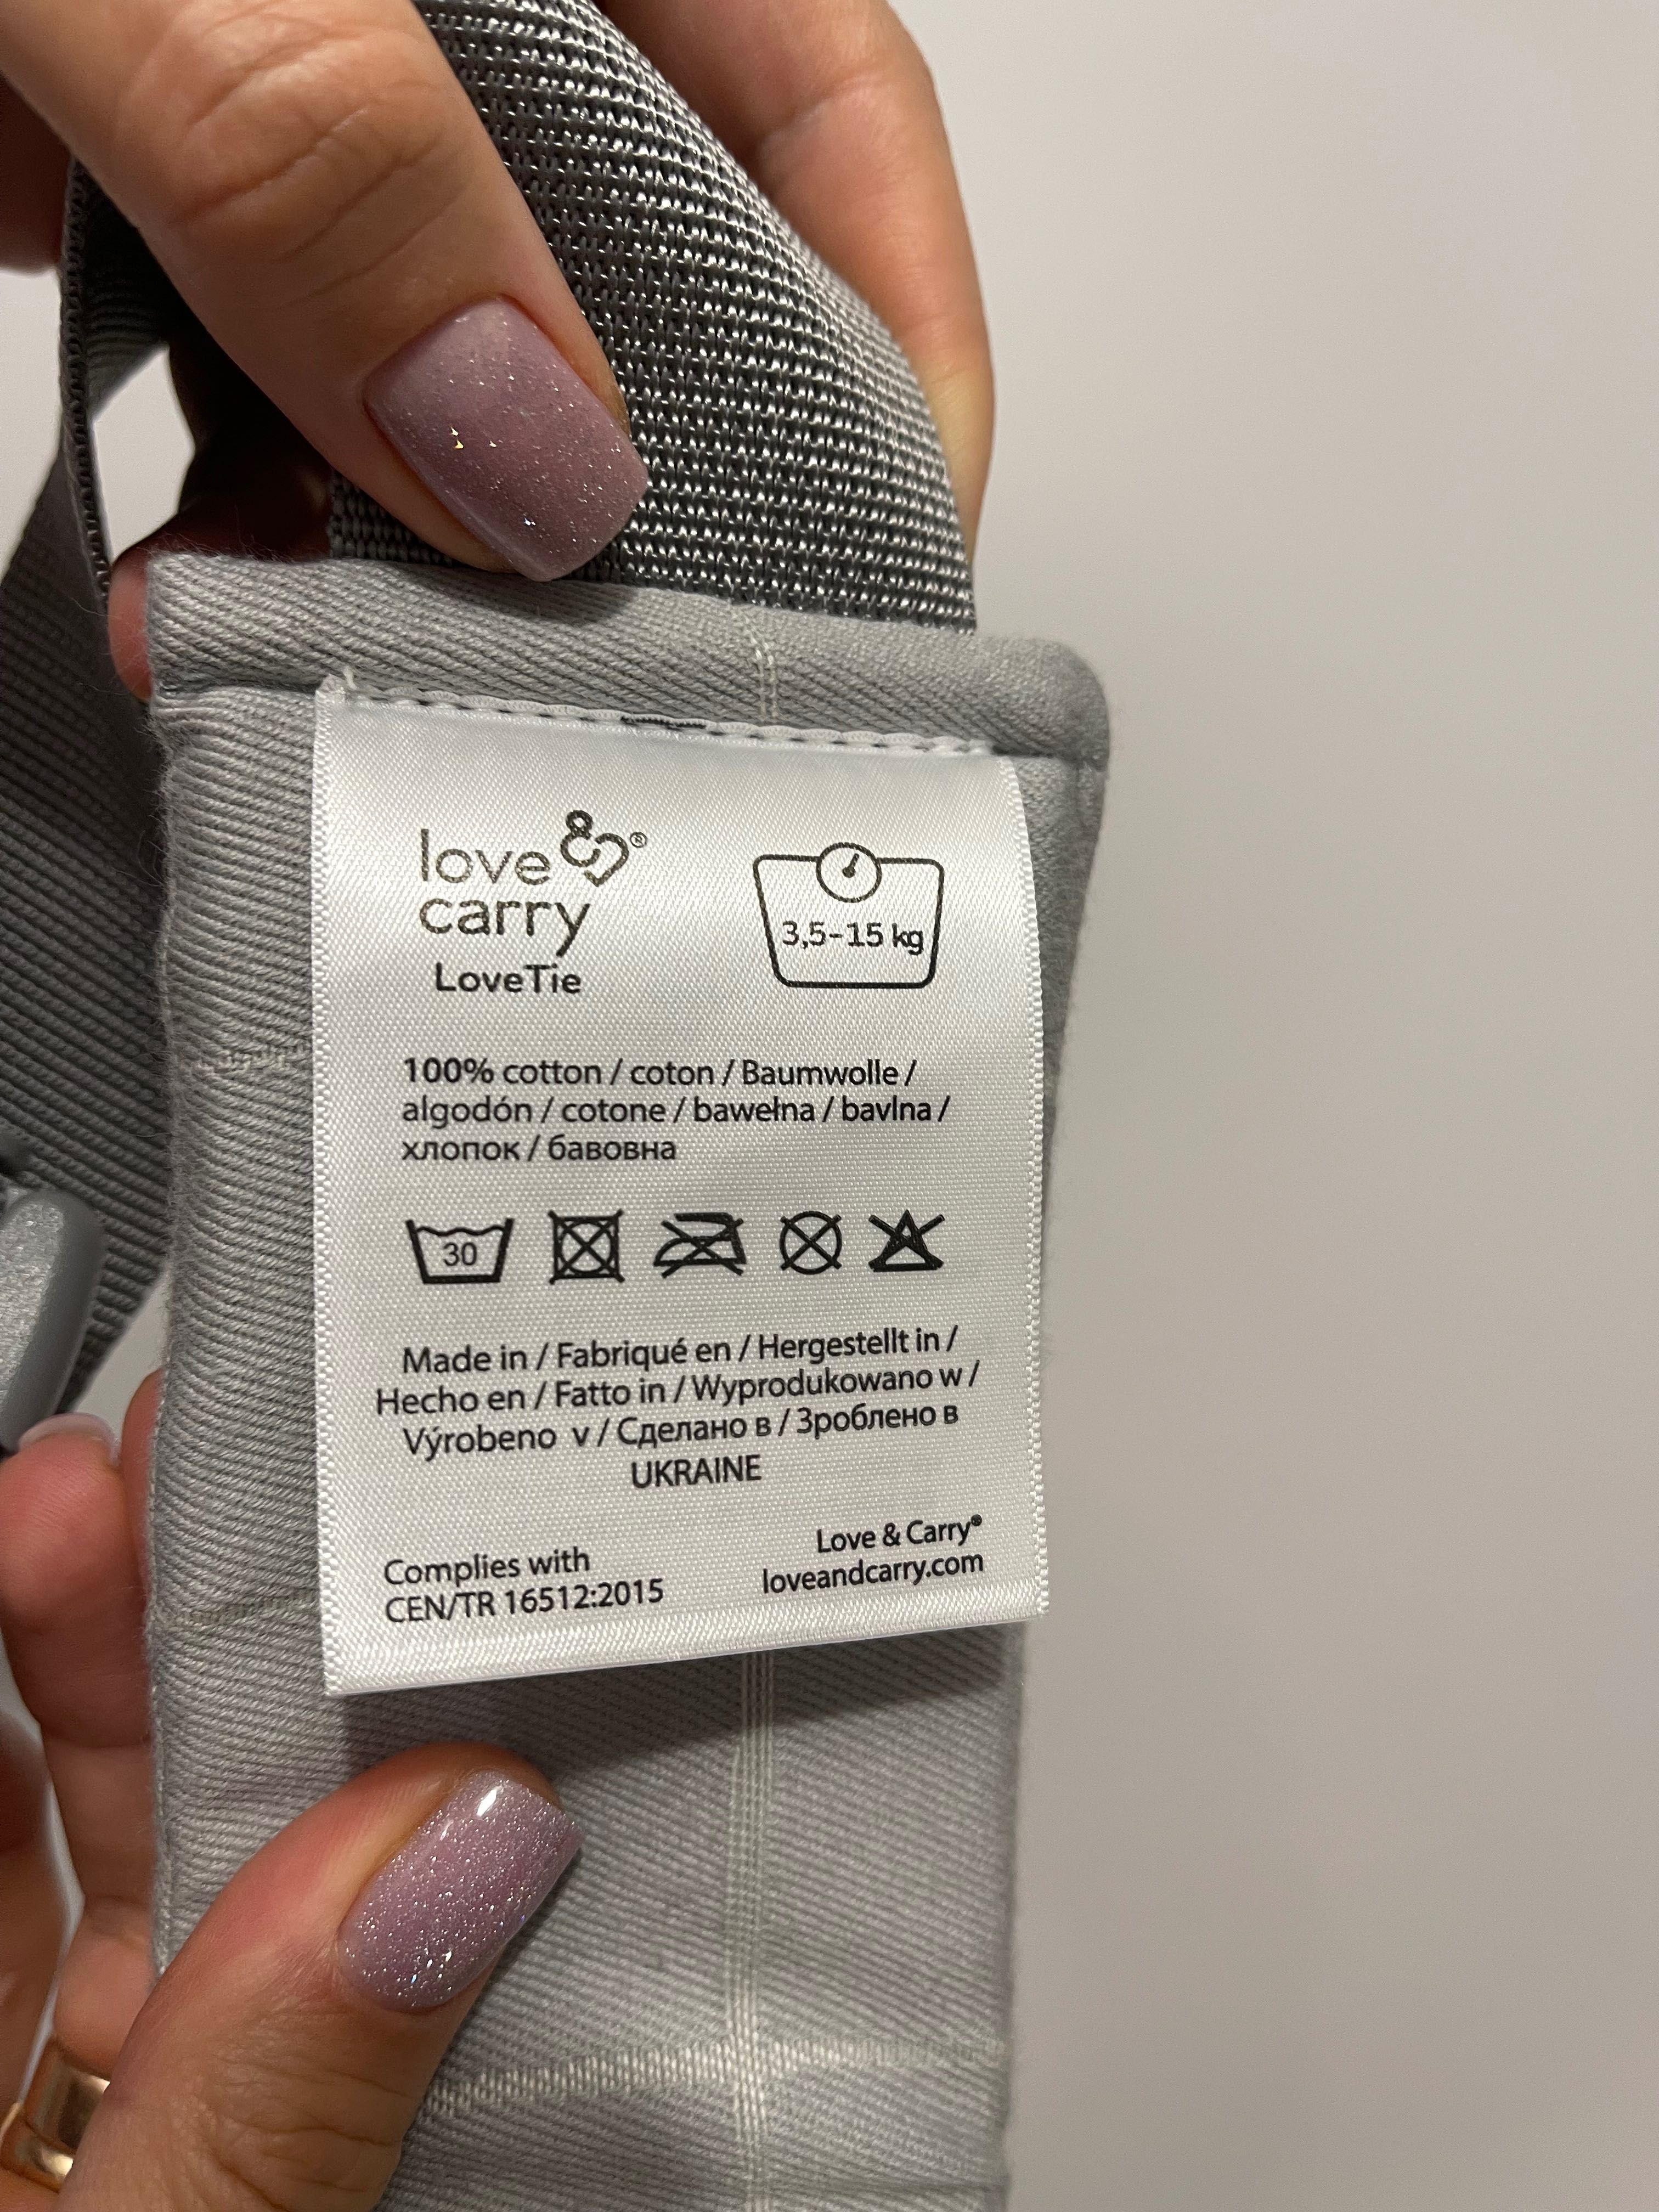 love &®
carry
LoveTie
3,5-15 kg
100% cotton / coton / Baumwolle /
algodón / cotone / bawełna / bavlna /
хлопок / бавовна
30
Made in / Fabriqué en / Hergestellt in /
Hecho en / Fatto in / Wyprodukowano w /
Výrobeno v / Сделано в / Зроблено в
UKRAINE
Complies with
CEN/TR 16512:2015
Love & Carry®
loveandcarry.com